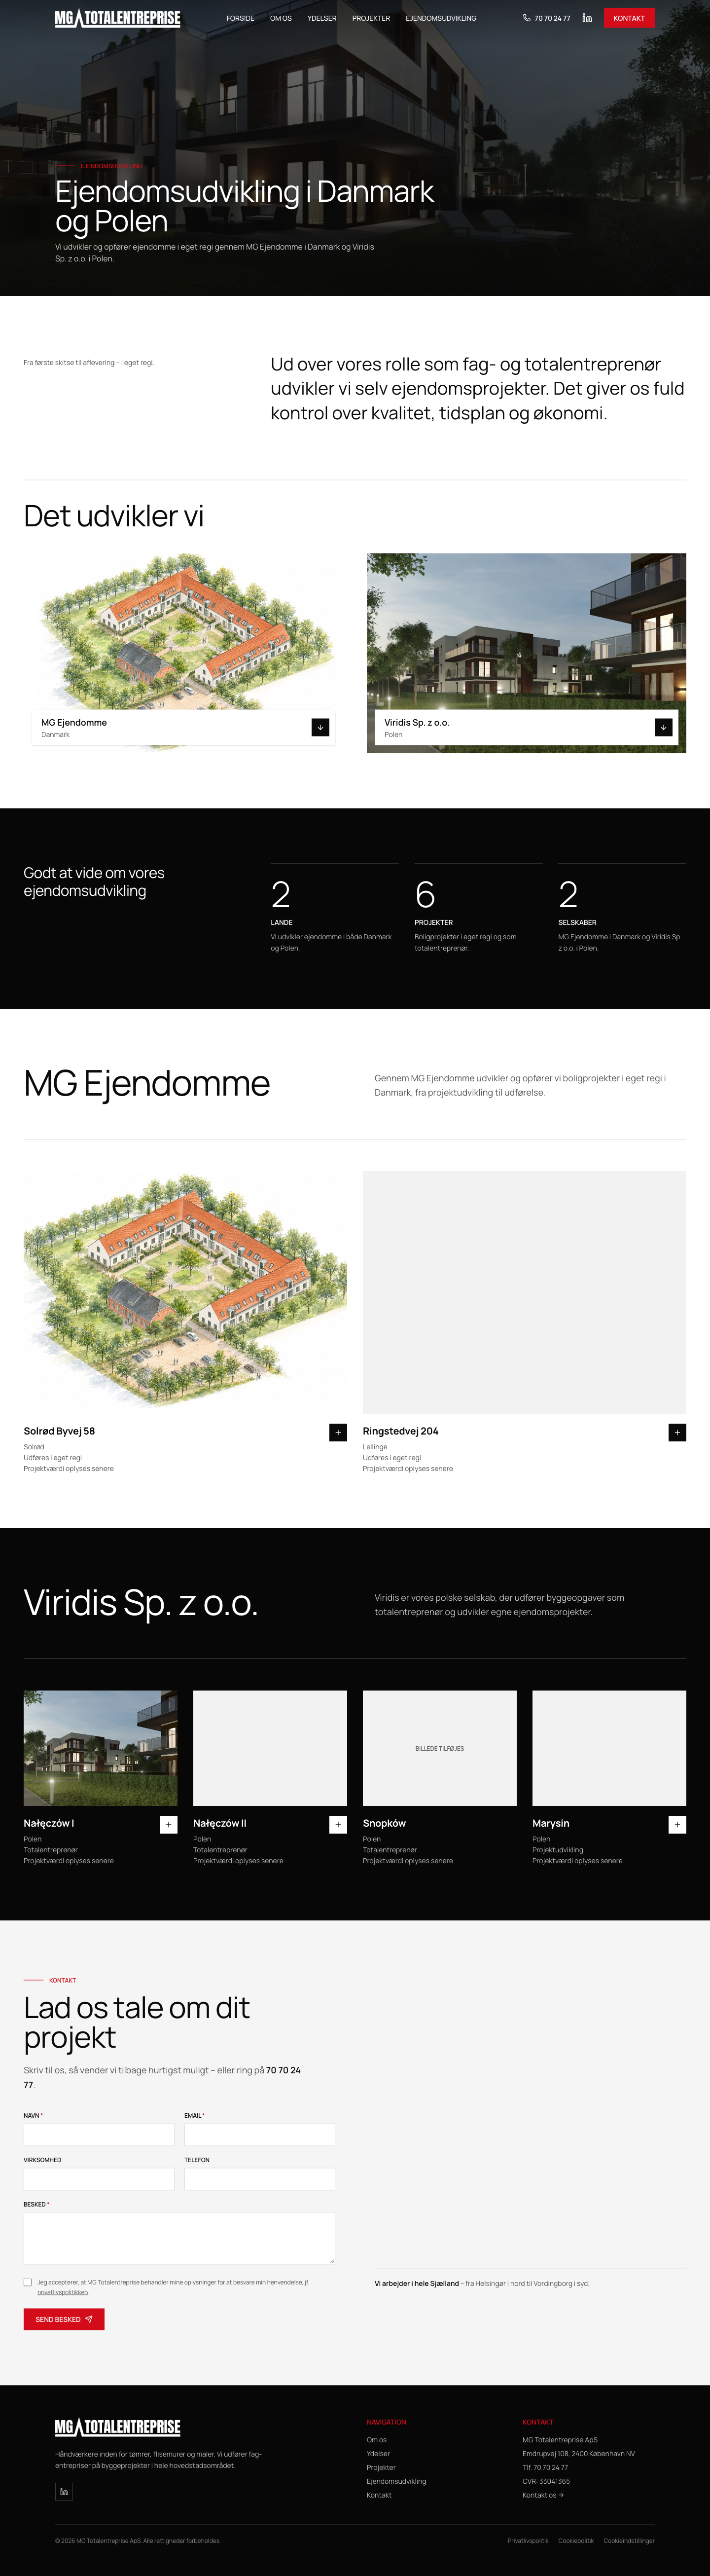 MG TOTALENTREPRISE
FORSIDE
OM OS
YDELSER
PROJEKTER
EJENDOMSUDVIKLING
70 70 24 77
KONTAKT
EJENDOMSUDVIKLING
Ejendomsudvikling i Danmark
og Polen
Vi udvikler og opfører ejendomme i eget regi gennem MG Ejendomme i Danmark og Viridis
Sp. z o.o. i Polen.
Fra første skitse til aflevering – i eget regi.
Ud over vores rolle som fag- og totalentreprenør
udvikler vi selv ejendomsprojekter. Det giver os fuld
kontrol over kvalitet, tidsplan og økonomi.
Det udvikler vi
MG Ejendomme
Danmark
Viridis Sp. z o.o.
Polen
Godt at vide om vores
ejendomsudvikling
2
LANDE
Vi udvikler ejendomme i både Danmark
og Polen.
6
PROJEKTER
Boligprojekter i eget regi og som
totalentreprenør.
2
SELSKABER
MG Ejendomme i Danmark og Viridis Sp.
z o.o. i Polen.
MG Ejendomme
Gennem MG Ejendomme udvikler og opfører vi boligprojekter i eget regi i
Danmark, fra projektudvikling til udførelse.
Solrød Byvej 58
Solrød
Udføres i eget regi
Projektværdi oplyses senere
Ringstedvej 204
Lellinge
Udføres i eget regi
Projektværdi oplyses senere
Viridis Sp. z o.o.
Viridis er vores polske selskab, der udfører byggeopgaver som
totalentreprenør og udvikler egne ejendomsprojekter.
BILLEDE TILFØJES
Nałęczów I
Polen
Totalentreprenør
Projektværdi oplyses senere
Nałęczów II
Polen
Totalentreprenør
Projektværdi oplyses senere
Snopków
Polen
Totalentreprenør
Projektværdi oplyses senere
Marysin
Polen
Projektudvikling
Projektværdi oplyses senere
KONTAKT
Lad os tale om dit
projekt
Skriv til os, så vender vi tilbage hurtigst muligt – eller ring på 70 70 24
77.
NAVN *
EMAIL *
VIRKSOMHED
TELEFON
BESKED *
Jeg accepterer, at MG Totalentreprise behandler mine oplysninger for at besvare min henvendelse, jf.
privatlivspolitikken.
SEND BESKED
Vi arbejder i hele Sjælland – fra Helsingør i nord til Vordingborg i syd.
MG TOTALENTREPRISE
Håndværkere inden for tømrer, flisemurer og maler. Vi udfører fag-
entrepriser på byggeprojekter i hele hovedstadsområdet.
NAVIGATION
Om os
Ydelser
Projekter
Ejendomsudvikling
Kontakt
KONTAKT
MG Totalentreprise ApS
Emdrupvej 108, 2400 København NV
Tlf. 70 70 24 77
CVR: 33041365
Kontakt os →
© 2026 MG Totalentreprise ApS. Alle rettigheder forbeholdes.
Privatlivspolitik
Cookiepolitik
Cookieindstillinger